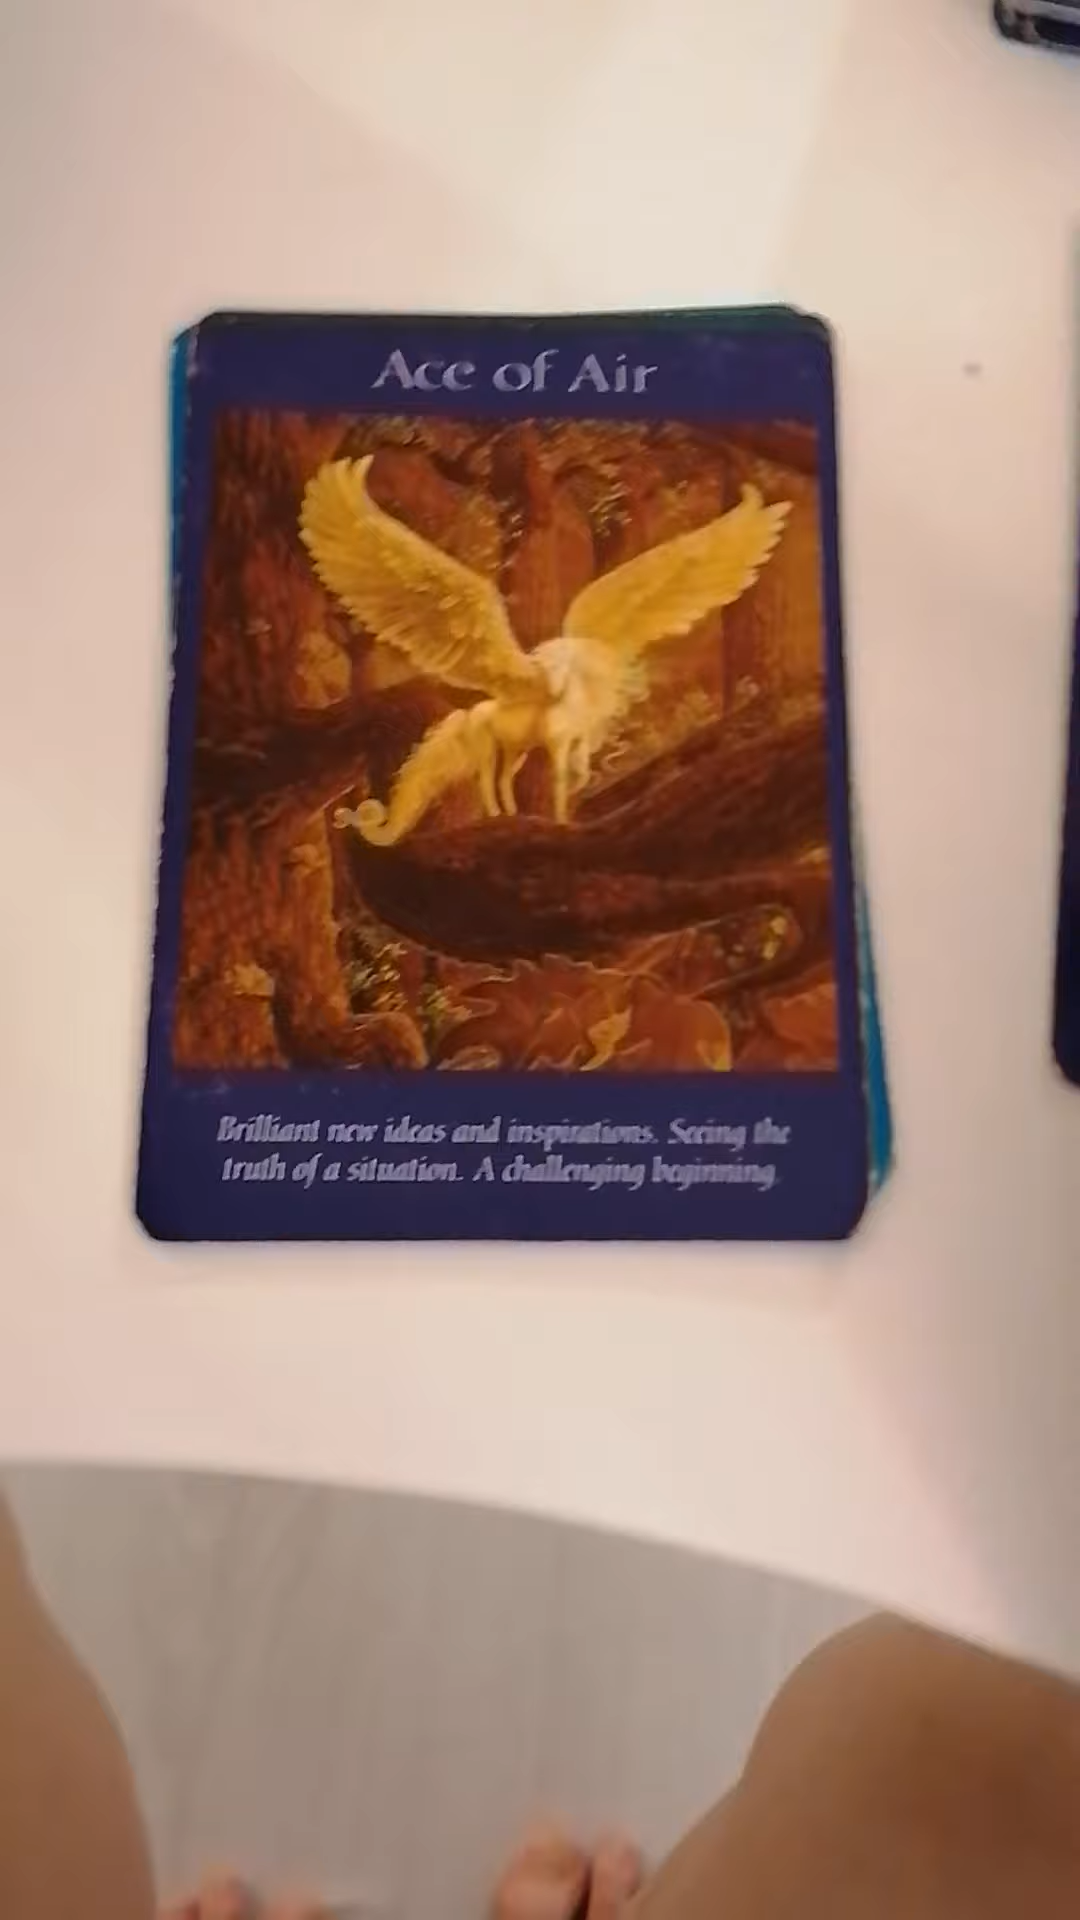 Ace of Air
Brilliant new ideas and inspirations. Seeing the
truth of a situation. A challenging beginning.